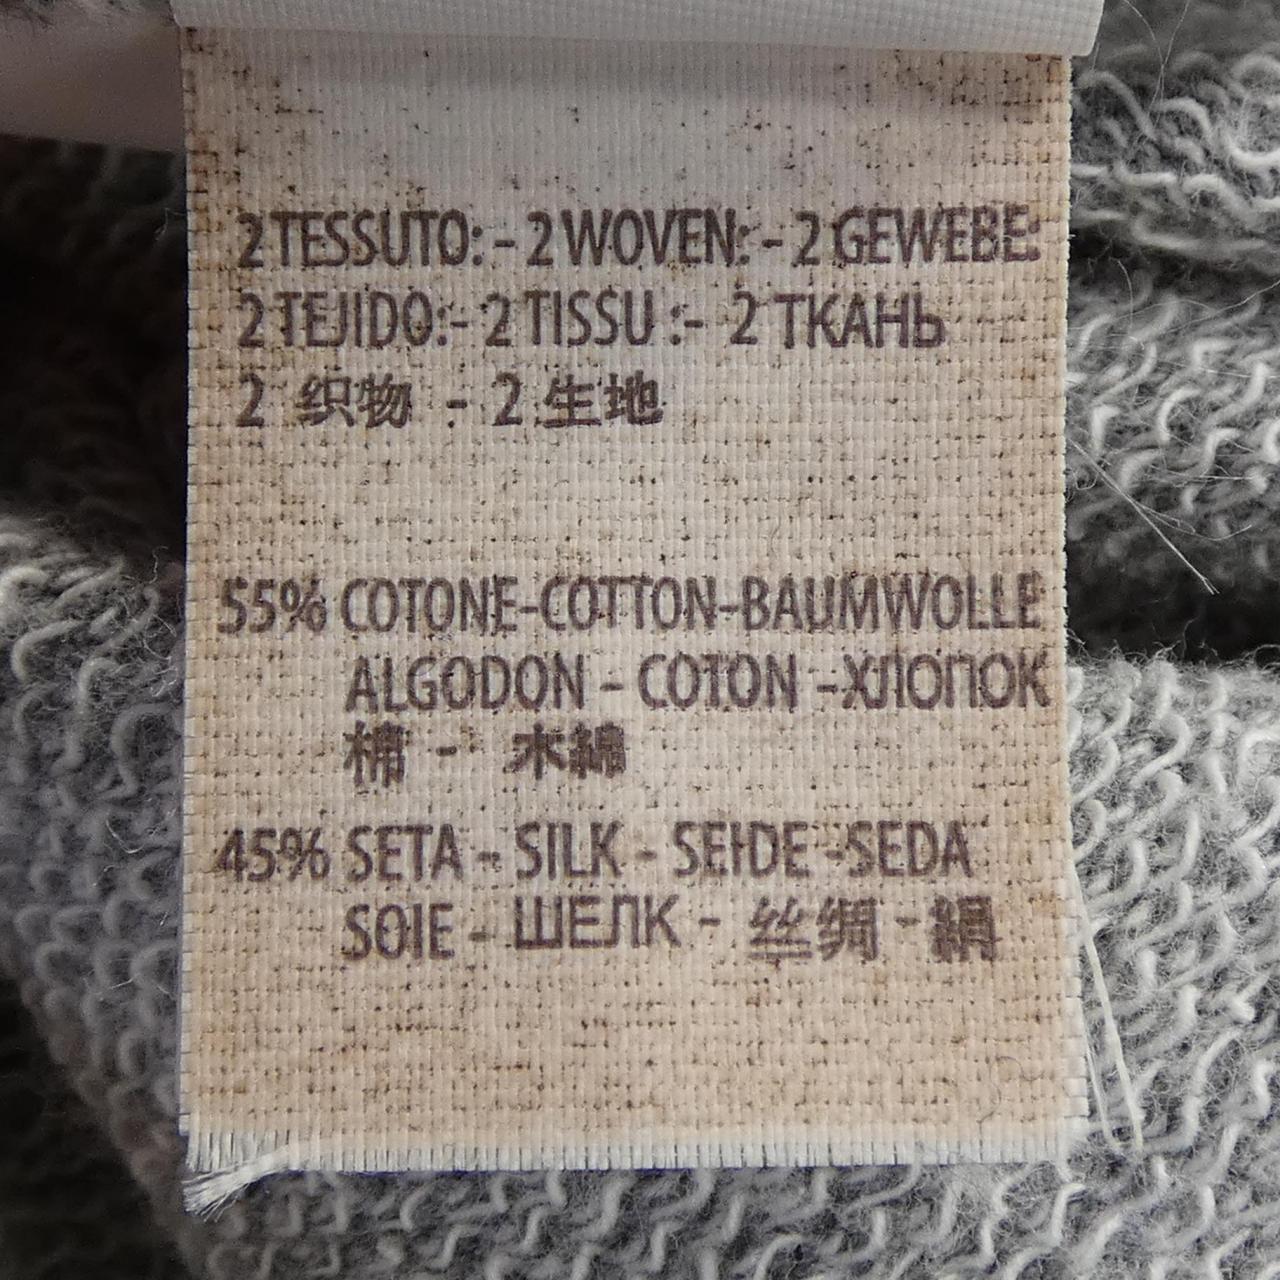 2 TESSUTO: - 2 WOVEN: - 2 GEWEBE:
2 TEJIDO:- 2 TISSU :- 2 ТКАНЬ
2 织物 - 2 生地
55% COTONE-COTTON-BAUMWOLLE
ALGODON - COTON -ХЛОПОК
棉 - 木綿
45% SETA - SILK - SEIDE -SEDA
SOIE - ШЕЛК - 丝绸 - 絹